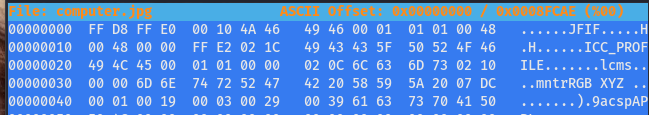 File: computer.jpg ASCII Offset: 0x00000000 / 0x0008FCAE (%00)
00000000 FF D8 FF E0 00 10 4A 46 49 46 00 01 01 01 00 48 ......JFIF.....H
00000010 00 48 00 00 FF E2 02 1C 49 43 43 5F 50 52 4F 46 .H......ICC_PROF
00000020 49 4C 45 00 01 01 00 00 02 0C 6C 63 6D 73 02 10 ILE.......lcms..
00000030 00 00 6D 6E 74 72 52 47 42 20 58 59 5A 20 07 DC ..mntrRGB XYZ ..
00000040 00 01 00 19 00 03 00 29 00 39 61 63 73 70 41 50 .......).9acspAP